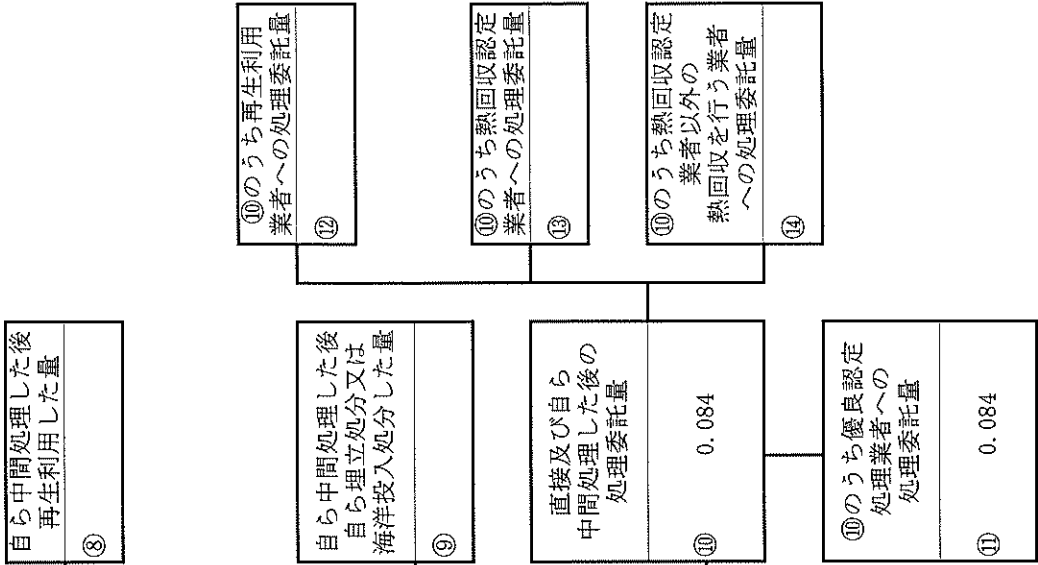 自ら中間処理した後
再生利用した量
⑧
自ら中間処理した後
自ら埋立処分又は
海洋投入処分した量
⑨
直接及び自ら
中間処理した後の
処理委託量
⑩
0.084
⑩のうち優良認定
処理業者への
処理委託量
⑪
0.084
⑩のうち再生利用
業者への処理委託量
⑫
⑩のうち熱回収認定
業者への処理委託量
⑬
⑩のうち熱回収認定
業者以外の
熱回収を行う業者
への処理委託量
⑭